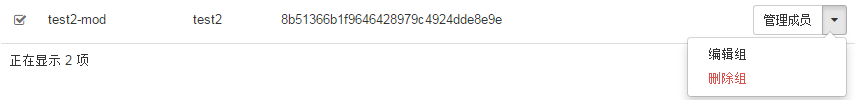 test2-mod test2 8b51366b1f9646428979c4924dde8e9e 管理成员
正在显示 2 项
编辑组
删除组